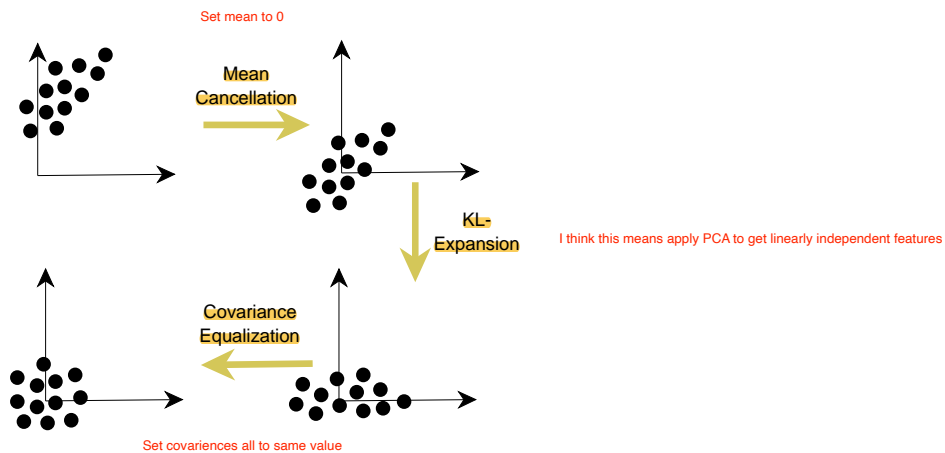 Set mean to 0
Mean
Cancellation
KL-
Expansion
I think this means apply PCA to get linearly independent features
Covariance
Equalization
Set covariences all to same value